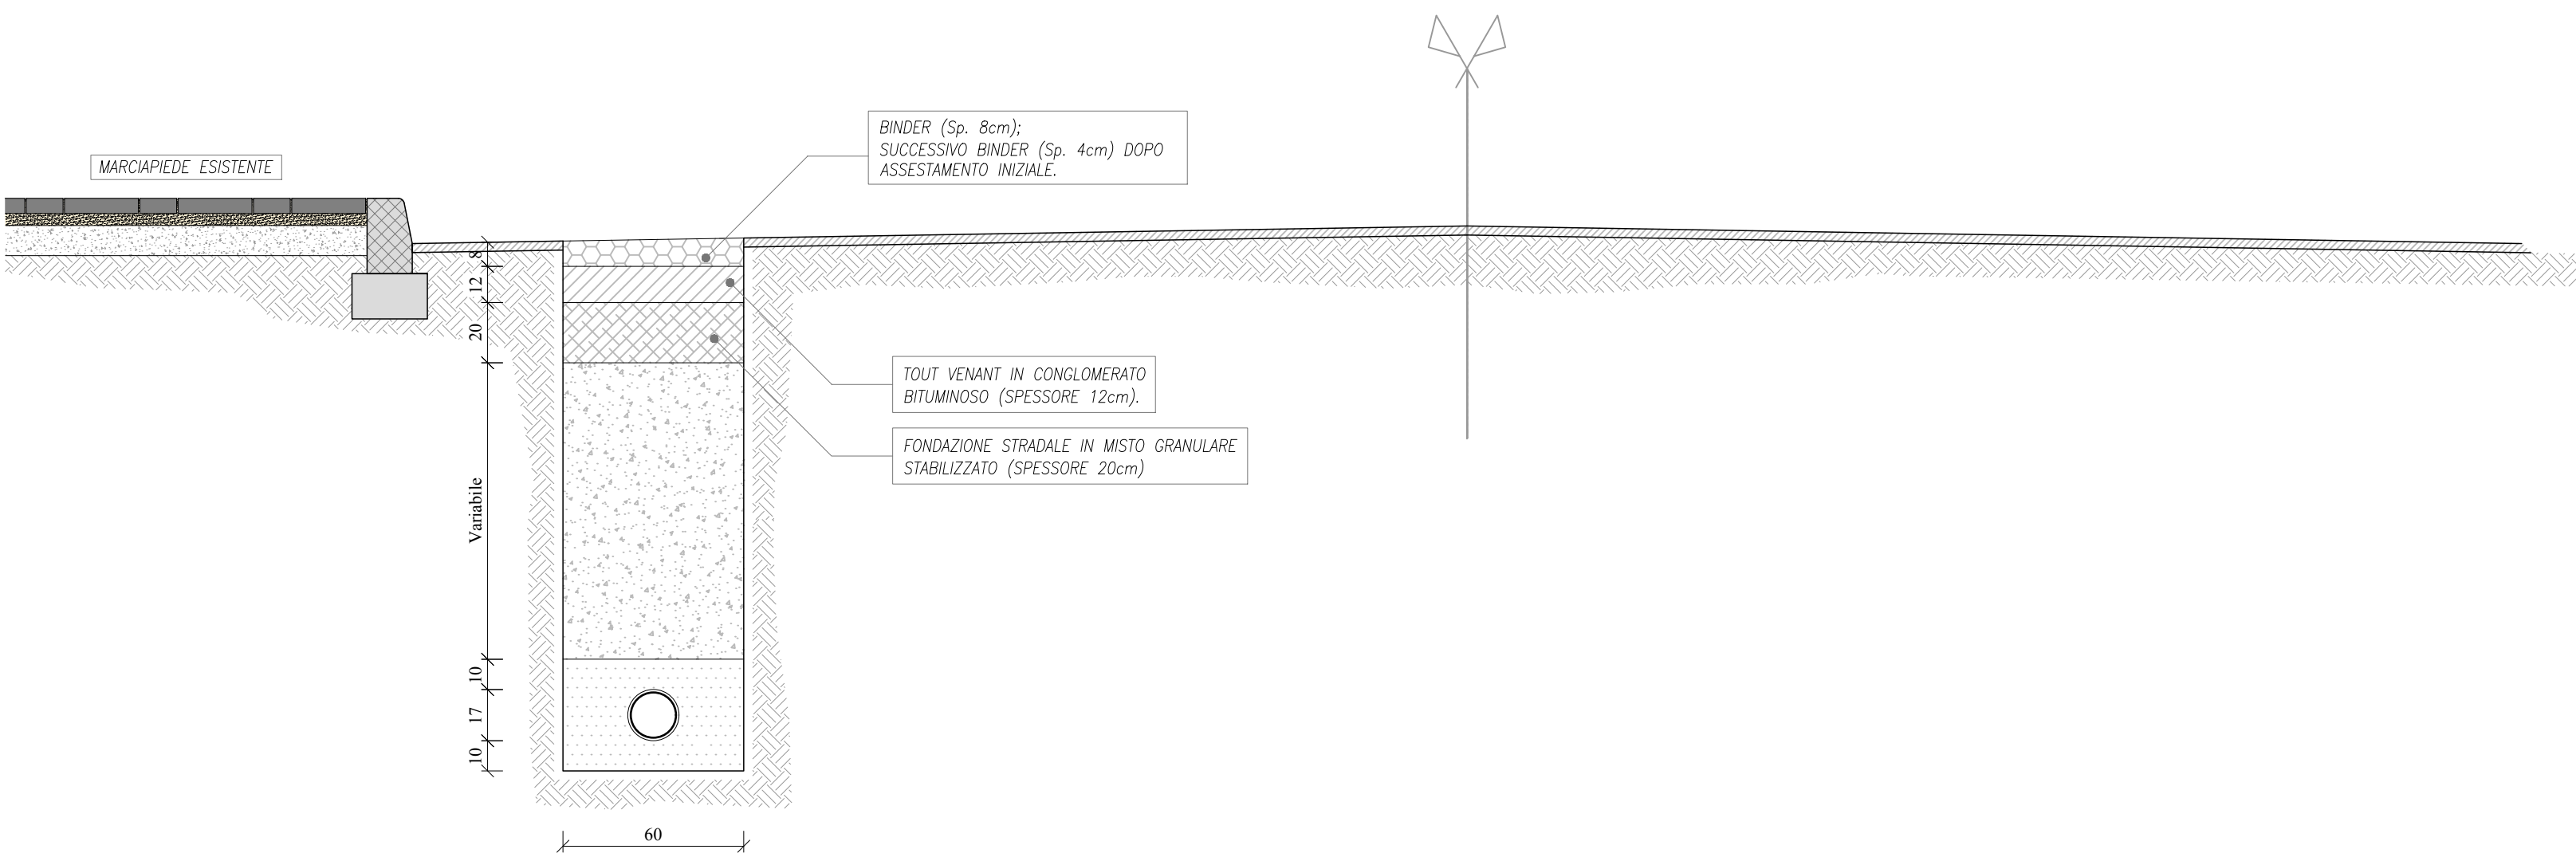 BINDER (Sp. 8cm);
SUCCESSIVO BINDER (Sp. 4cm) DOPO
ASSESTAMENTO INIZIALE.
MARCIAPIEDE ESISTENTE
8
12
20
TOUT VENANT IN CONGLOMERATO
BITUMINOSO (SPESSORE 12cm).
FONDAZIONE STRADALE IN MISTO GRANULARE
STABILIZZATO (SPESSORE 20cm)
Variabile
10
17
10
60